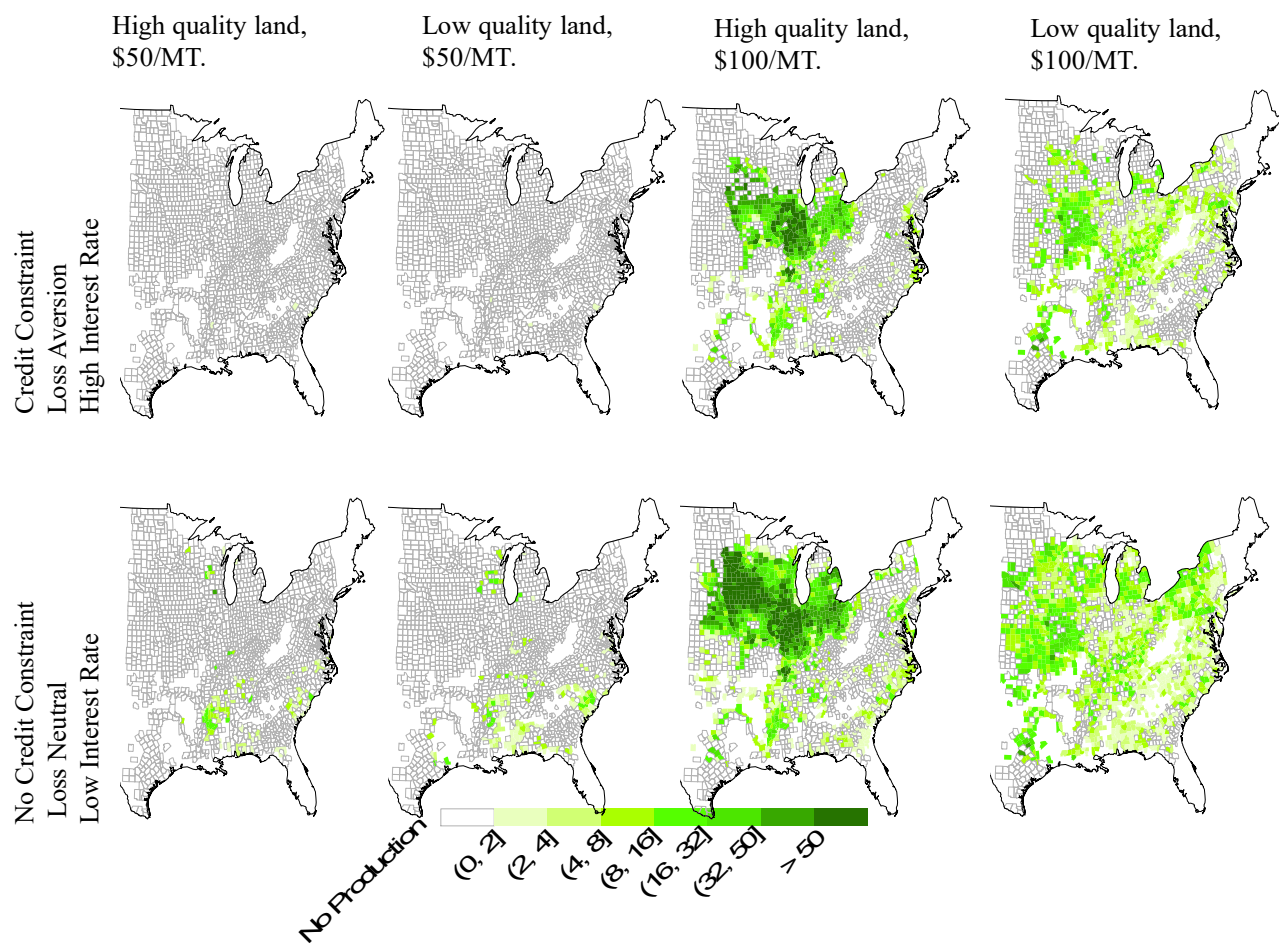 High quality land,
$50/MT.
Low quality land,
$50/MT.
High quality land,
$100/MT.
Low quality land,
$100/MT.
Credit Constraint
Loss Aversion
High Interest Rate
No Credit Constraint
Loss Neutral
Low Interest Rate
No Production
(0, 2]
(2, 4]
(4, 8]
(8, 16]
(16, 32]
(32, 50]
> 50